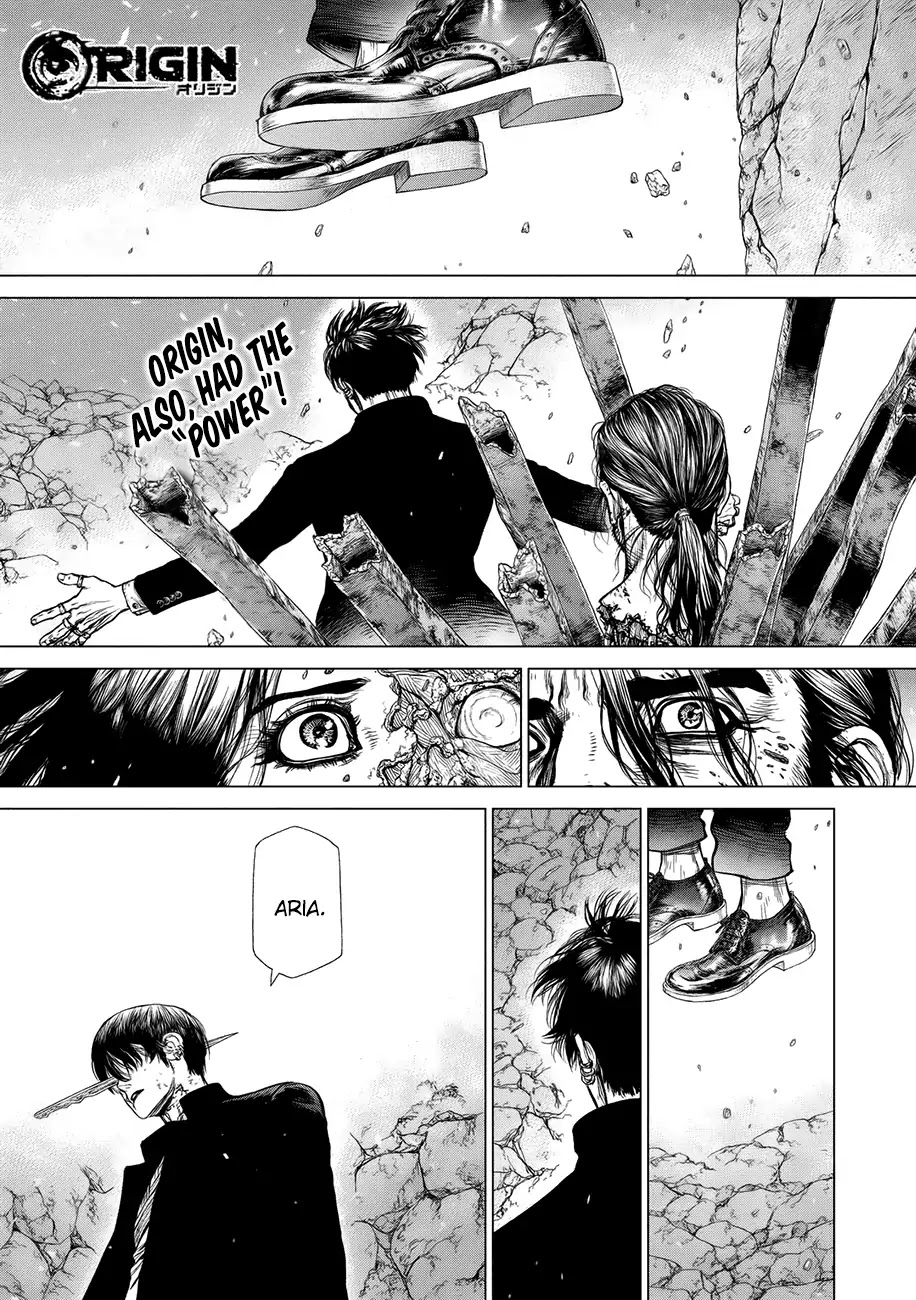 ORIGIN
オリジン
ORIGIN,
ALSO, HAD THE
"POWER"!
ARIA.